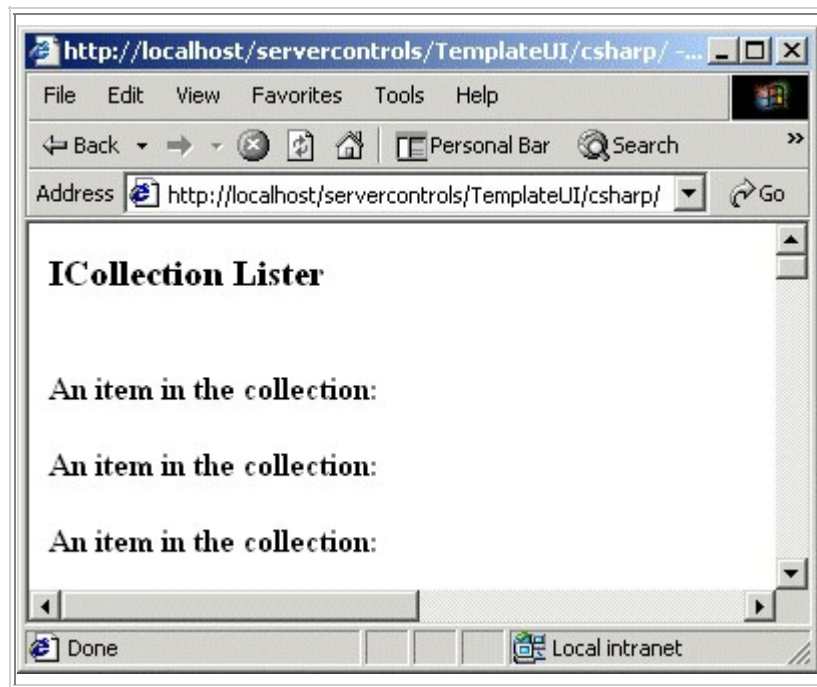 http://localhost/servercontrols/TemplateUI/csharp/ -...
File Edit View Favorites Tools Help
Back Personal Bar Search »
Address http://localhost/servercontrols/TemplateUI/csharp/ Go
ICollection Lister
An item in the collection:
An item in the collection:
An item in the collection:
Done Local intranet